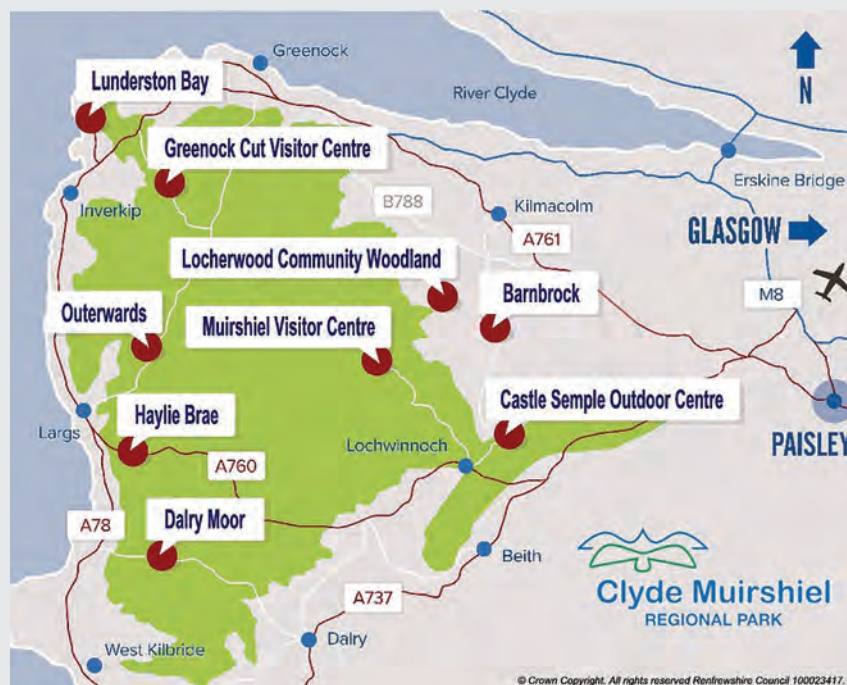 Greenock
Lunderston Bay
River Clyde
N
Greenock Cut Visitor Centre
Erskine Bridge
Inverkip
B788
Kilmacolm
GLASGOW
A761
Locherwood Community Woodland
M8
Outerwards
Barnbrock
Muirshiel Visitor Centre
Castle Semple Outdoor Centre
Largs
Haylie Brae
Lochwinnoch
PAISLEY
A760
A78
Dalry Moor
Beith
Clyde Muirshiel
REGIONAL PARK
A737
Dalry
West Kilbride
© Crown Copyright. All rights reserved Renfrewshire Council 100023417.